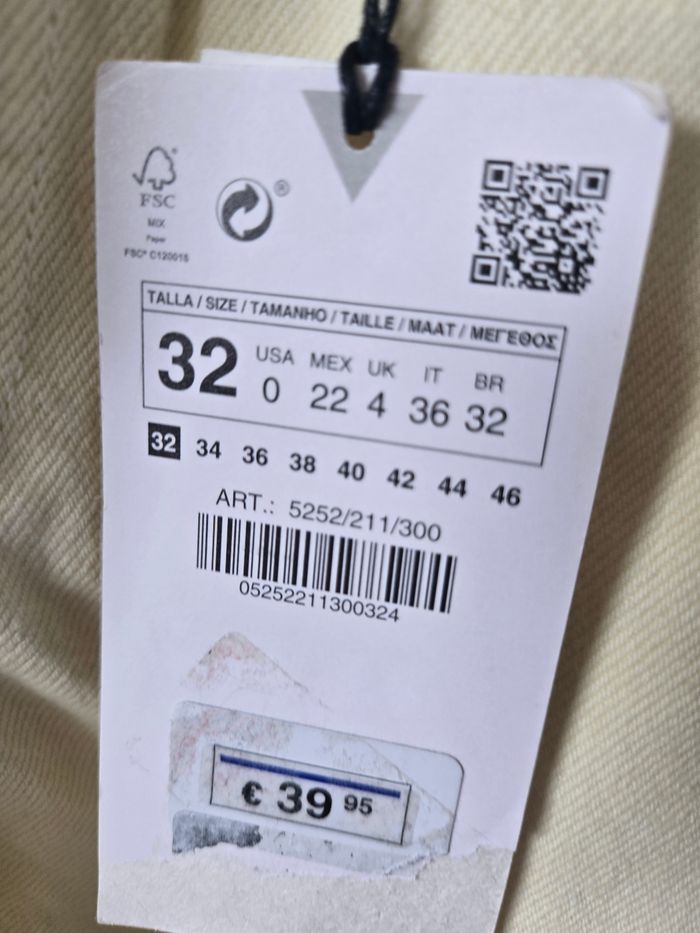 FSC
MIX
Paper
FSC® C120015
®
TALLA / SIZE / TAMANHO / TAILLE / MAAT / ΜΕΓΕΘΟΣ
32
USA MEX UK IT BR
0 22 4 36 32
32 34 36 38 40 42 44 46
ART.: 5252/211/300
05252211300324
€ 39 95